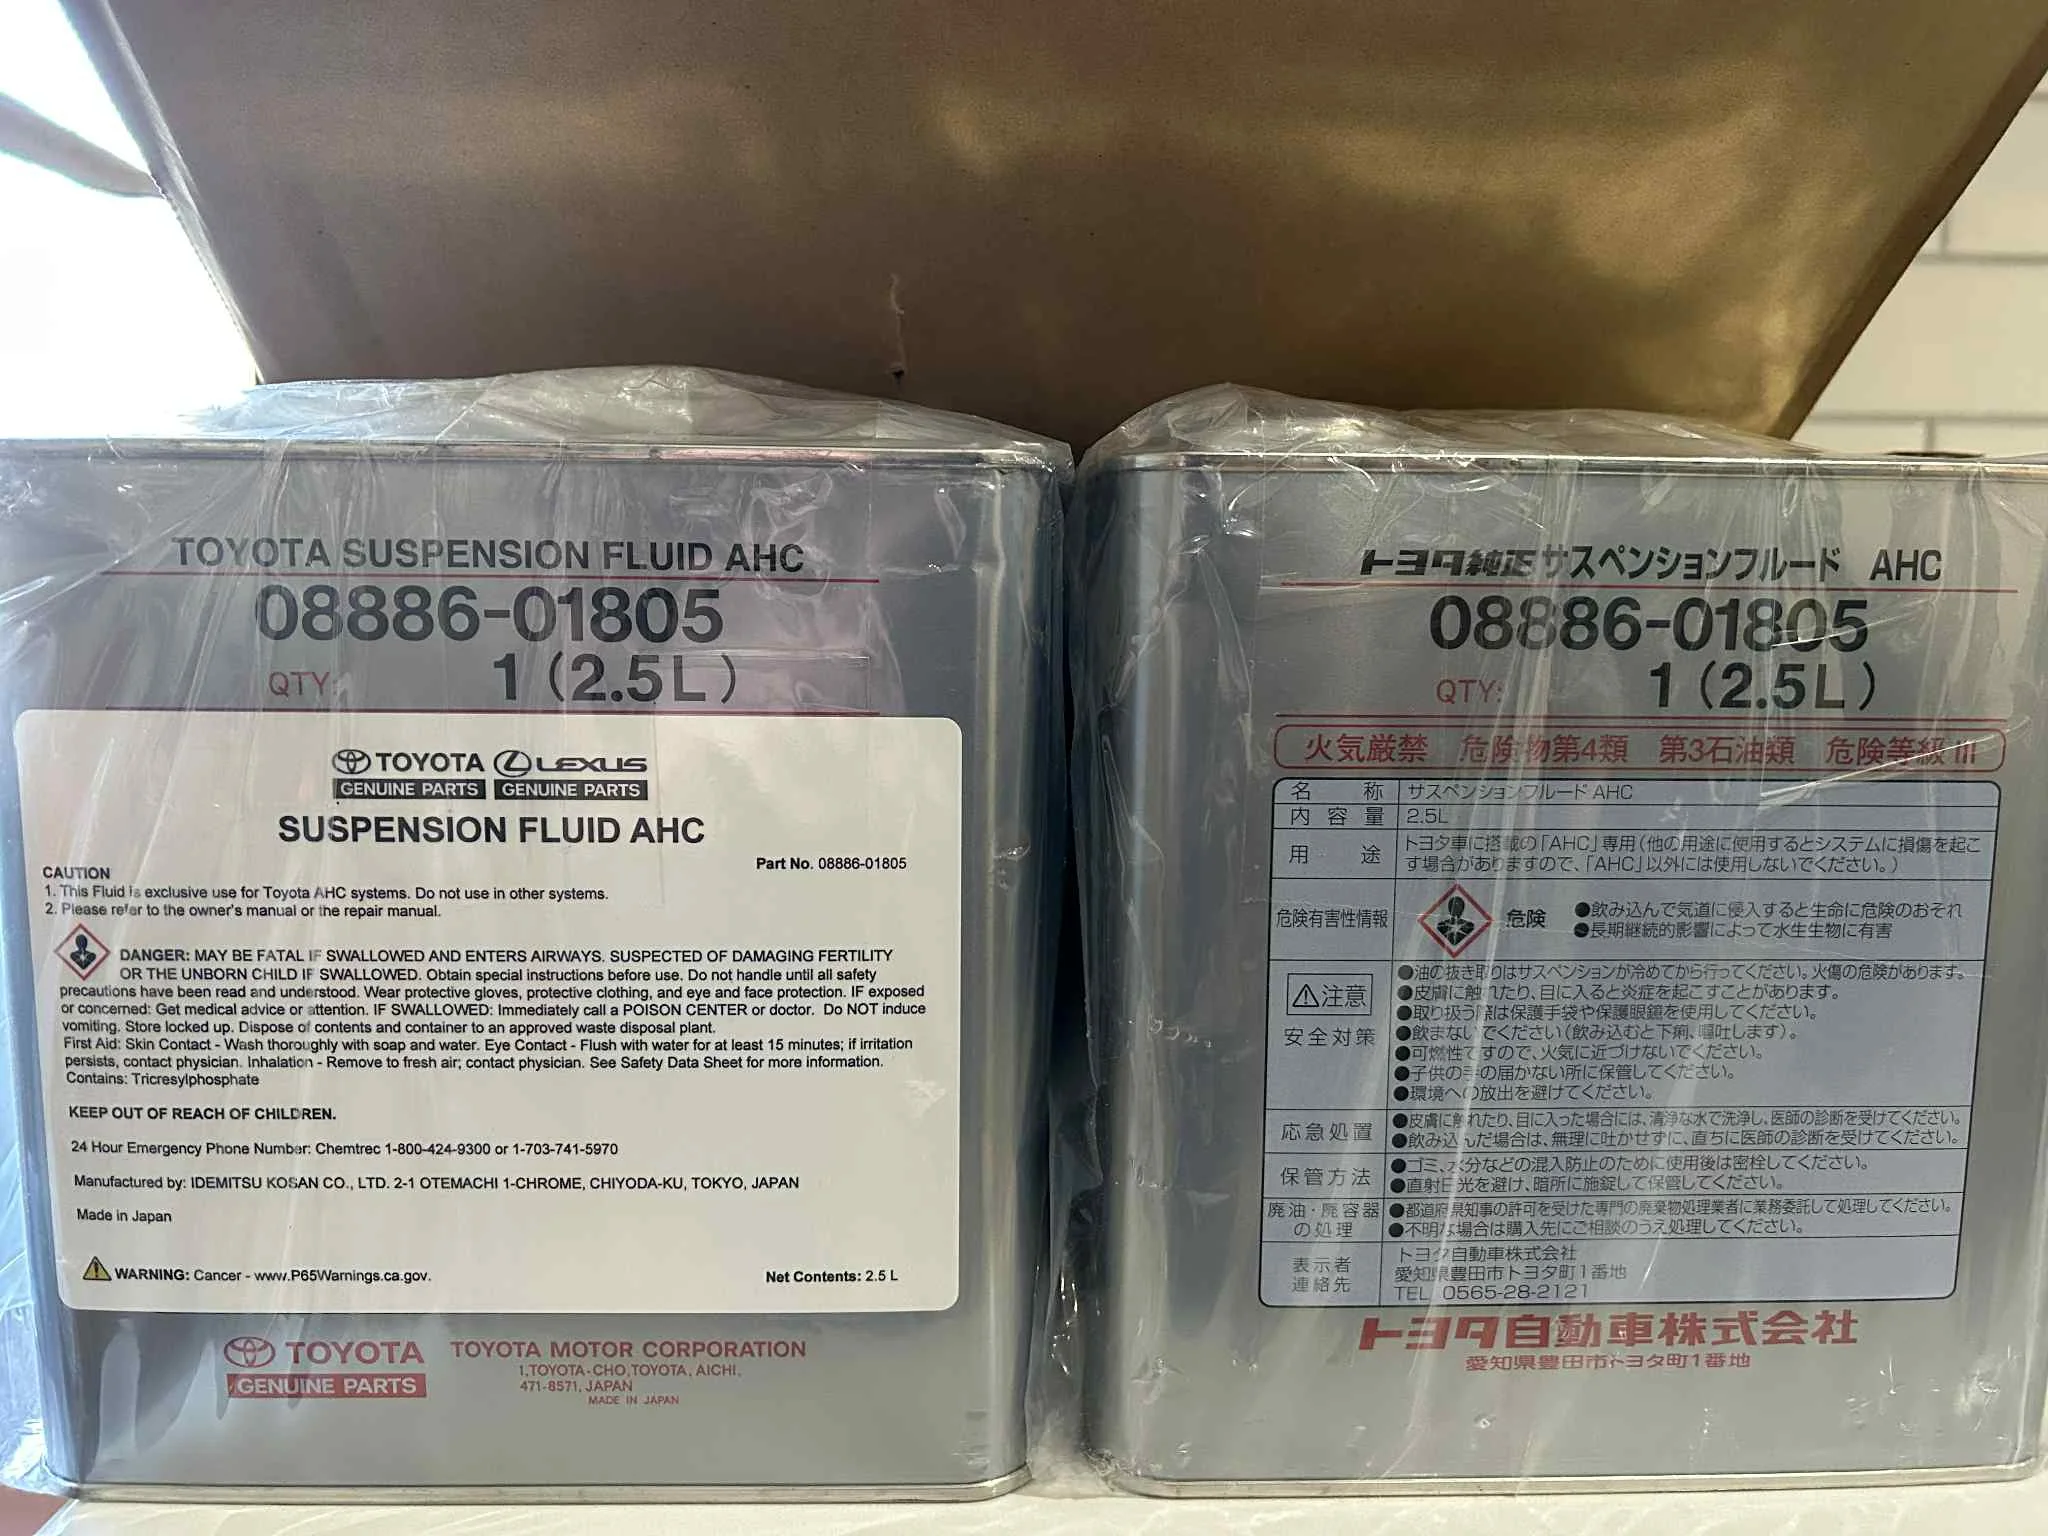 TOYOTA SUSPENSION FLUID AHC
08886-01805
QTY: 1 (2.5L)
TOYOTA LEXUS
GENUINE PARTS GENUINE PARTS
SUSPENSION FLUID AHC
Part No. 08886-01805
CAUTION
1. This Fluid is exclusive use for Toyota AHC systems. Do not use in other systems.
2. Please refer to the owner's manual or the repair manual.
DANGER: MAY BE FATAL IF SWALLOWED AND ENTERS AIRWAYS. SUSPECTED OF DAMAGING FERTILITY
OR THE UNBORN CHILD IF SWALLOWED. Obtain special instructions before use. Do not handle until all safety
precautions have been read and understood. Wear protective gloves, protective clothing, and eye and face protection. IF exposed
or concerned: Get medical advice or attention. IF SWALLOWED: Immediately call a POISON CENTER or doctor. Do NOT induce
vomiting. Store locked up. Dispose of contents and container to an approved waste disposal plant.
First Aid: Skin Contact - Wash thoroughly with soap and water. Eye Contact - Flush with water for at least 15 minutes; if irritation
persists, contact physician. Inhalation - Remove to fresh air; contact physician. See Safety Data Sheet for more information.
Contains: Tricresylphosphate
KEEP OUT OF REACH OF CHILDREN.
24 Hour Emergency Phone Number: Chemtrec 1-800-424-9300 or 1-703-741-5970
Manufactured by: IDEMITSU KOSAN CO., LTD. 2-1 OTEMACHI 1-CHROME, CHIYODA-KU, TOKYO, JAPAN
Made in Japan
WARNING: Cancer - www.P65Warnings.ca.gov.
Net Contents: 2.5 L
TOYOTA
GENUINE PARTS
TOYOTA MOTOR CORPORATION
1,TOYOTA-CHO,TOYOTA, AICHI,
471-8571, JAPAN
MADE IN JAPAN
トヨタ純正サスペンションフルード AHC
08886-01805
QTY: 1 (2.5L)
火気厳禁 危険物第4類 第3石油類 危険等級 III
名称 サスペンションフルード AHC
内容量 2.5L
用途 トヨタ車に搭載の「AHC」専用(他の用途に使用するとシステムに損傷を起こ
す場合がありますので、「AHC」以外には使用しないでください。)
危険有害性情報 危険 ●飲み込んで気道に侵入すると生命に危険のおそれ
●長期継続的影響によって水生生物に有害
注意
安全対策
●油の抜き取りはサスペンションが冷めてから行ってください。火傷の危険があります。
●皮膚に触れたり、目に入ると炎症を起こすことがあります。
●取り扱う際は保護手袋や保護眼鏡を使用してください。
●飲まないでください(飲み込むと下痢、嘔吐します)。
●可燃性ですので、火気に近づけないでください。
●子供の手の届かない所に保管してください。
●環境への放出を避けてください。
応急処置 ●皮膚に触れたり、目に入った場合には、清浄な水で洗浄し、医師の診断を受けてください。
●飲み込んだ場合は、無理に吐かせずに、直ちに医師の診断を受けてください。
保管方法 ●ゴミ、水分などの混入防止のために使用後は密栓してください。
●直射日光を避け、暗所に施錠して保管してください。
廃油・廃容器 ●都道府県知事の許可を受けた専門の廃棄物処理業者に業務委託して処理してください。
の処理 ●不明な場合は購入先にご相談のうえ処理してください。
表示者
連絡先
トヨタ自動車株式会社
愛知県豊田市トヨタ町1番地
TEL 0565-28-2121
トヨタ自動車株式会社
愛知県豊田市トヨタ町1番地